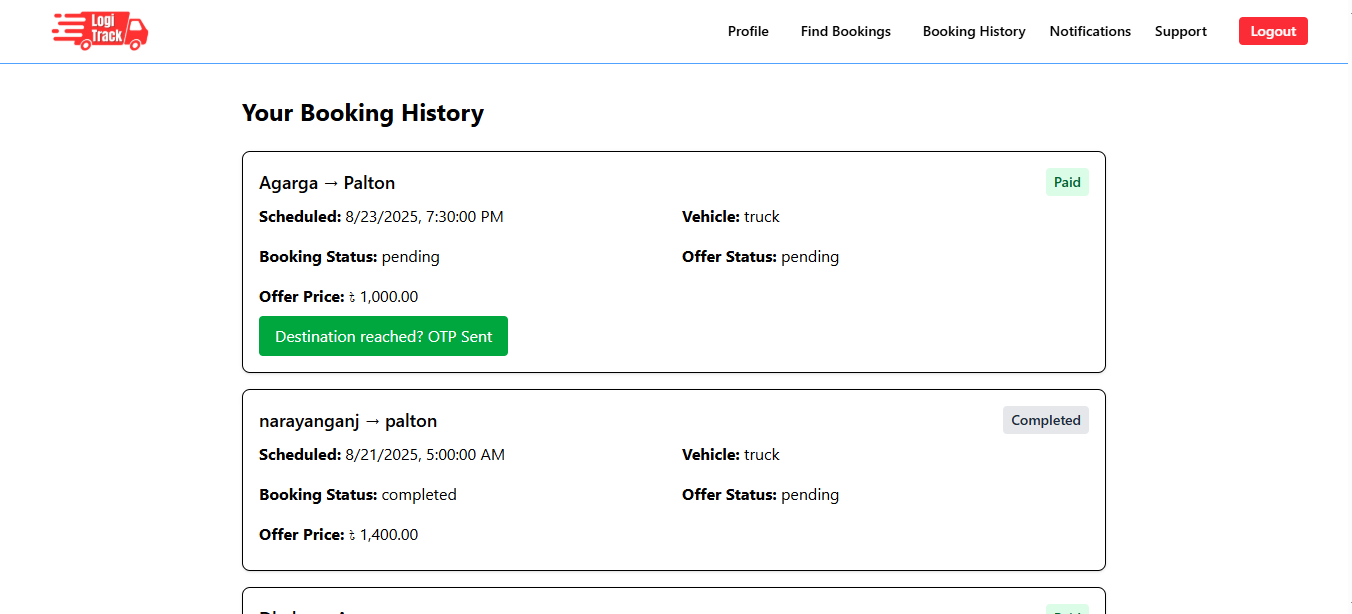 Logi
Track
Profile Find Bookings Booking History Notifications Support Logout
Your Booking History
Agarga → Palton Paid
Scheduled: 8/23/2025, 7:30:00 PM Vehicle: truck
Booking Status: pending Offer Status: pending
Offer Price: ৳ 1,000.00
Destination reached? OTP Sent
narayanganj → palton Completed
Scheduled: 8/21/2025, 5:00:00 AM Vehicle: truck
Booking Status: completed Offer Status: pending
Offer Price: ৳ 1,400.00